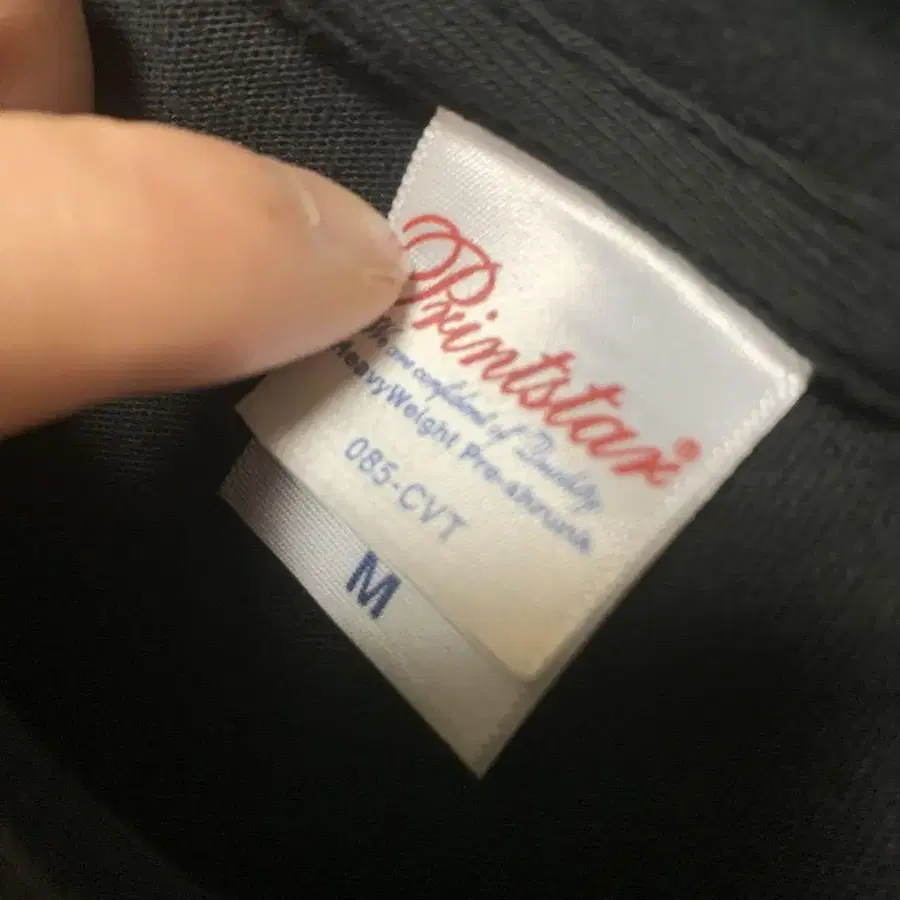 Printstar®
We are confident of Quality
HeavyWeight Pre-shrunk
085-CVT
M